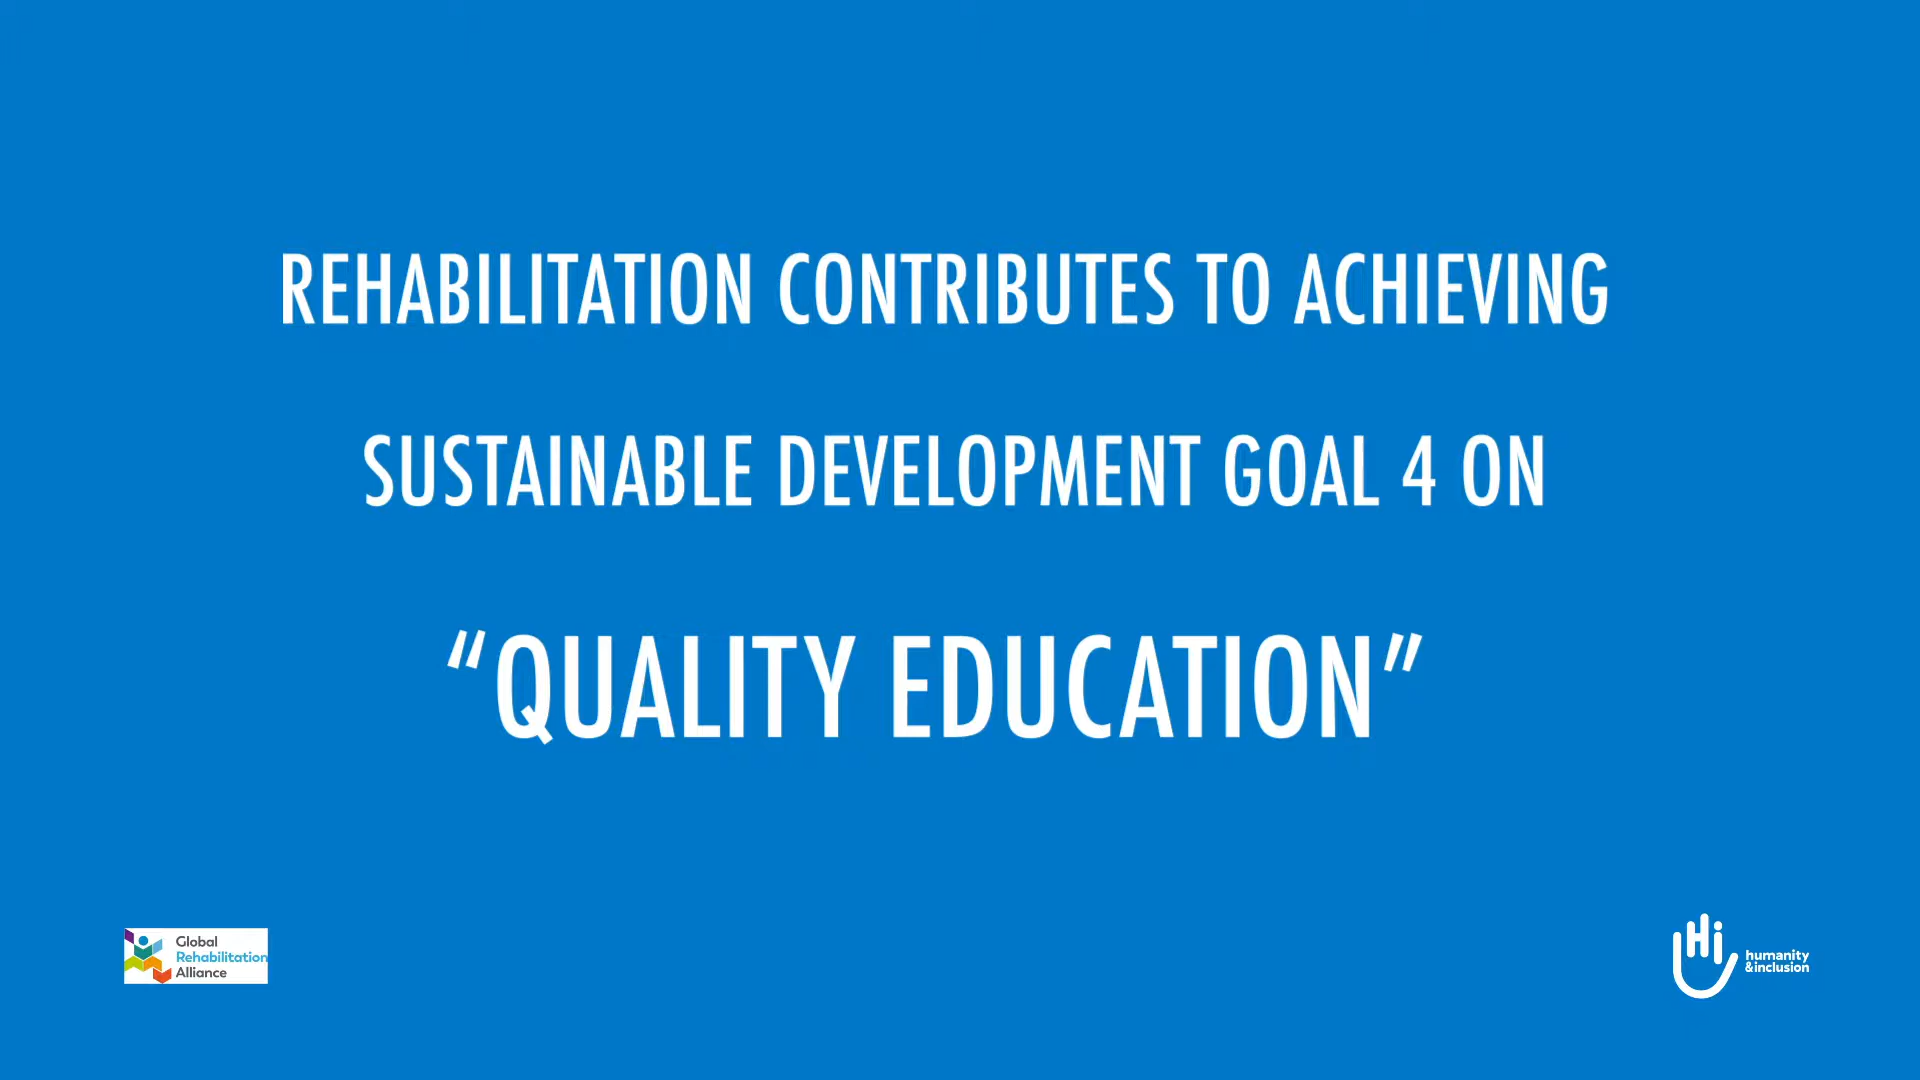 REHABILITATION CONTRIBUTES TO ACHIEVING
SUSTAINABLE DEVELOPMENT GOAL 4 ON
“QUALITY EDUCATION”
Global
Rehabilitation
Alliance
Hi
humanity
&inclusion